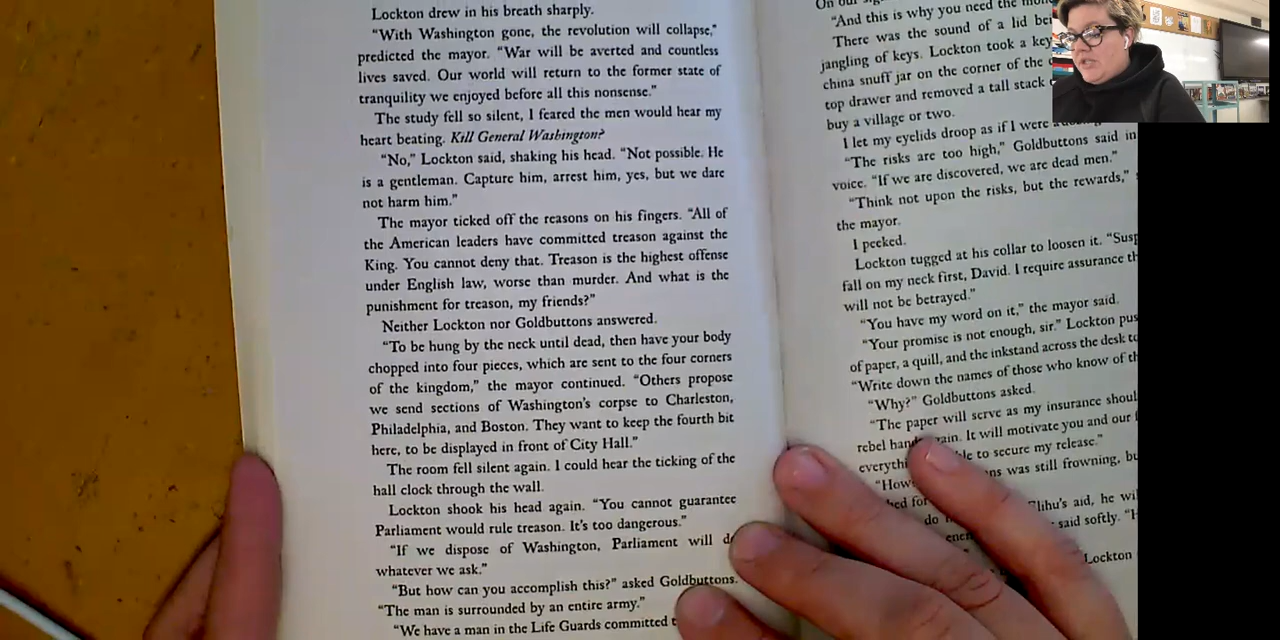 Lockton drew in his breath sharply.
“With Washington gone, the revolution will collapse,”
predicted the mayor. “War will be averted and countless
lives saved. Our world will return to the former state of
tranquility we enjoyed before all this nonsense.”
The study fell so silent, I feared the men would hear my
heart beating. Kill General Washington?
“No,” Lockton said, shaking his head. “Not possible. He
is a gentleman. Capture him, arrest him, yes, but we dare
not harm him.”
The mayor ticked off the reasons on his fingers. “All of
the American leaders have committed treason against the
King. You cannot deny that. Treason is the highest offense
under English law, worse than murder. And what is the
punishment for treason, my friends?”
Neither Lockton nor Goldbuttons answered.
“To be hung by the neck until dead, then have your body
chopped into four pieces, which are sent to the four corners
of the kingdom,” the mayor continued. “Others propose
we send sections of Washington’s corpse to Charleston,
Philadelphia, and Boston. They want to keep the fourth bit
here, to be displayed in front of City Hall.”
The room fell silent again. I could hear the ticking of the
hall clock through the wall.
Lockton shook his head again. “You cannot guarantee
Parliament would rule treason. It’s too dangerous.”
“If we dispose of Washington, Parliament will
whatever we ask.”
“But how can you accomplish this?” asked Goldbuttons.
“The man is surrounded by an entire army.”
“We have a man in the Life Guards committed
On our
“And this is why you need the
There was the sound of a lid
jangling of keys. Lockton took a key
china snuff jar on the corner of the
top drawer and removed a tall stack
buy a village or two.
I let my eyelids droop as if I were
“The risks are too high,” Goldbuttons said in
voice. “If we are discovered, we are dead men.”
“Think not upon the risks, but the rewards,”
the mayor.
I peeked.
Lockton tugged at his collar to loosen it.
fall on my neck first, David. I require assurance
will not be betrayed.”
“You have my word on it,” the mayor said.
“Your promise is not enough, sir.” Lockton
of paper, a quill, and the inkstand across the desk
“Write down the names of those who know of
“Why?” Goldbuttons asked.
“The paper will serve as my insurance
rebel It will motivate you and our
to secure my release.”
was still frowning,
aid, he
do said softly.
Lockton